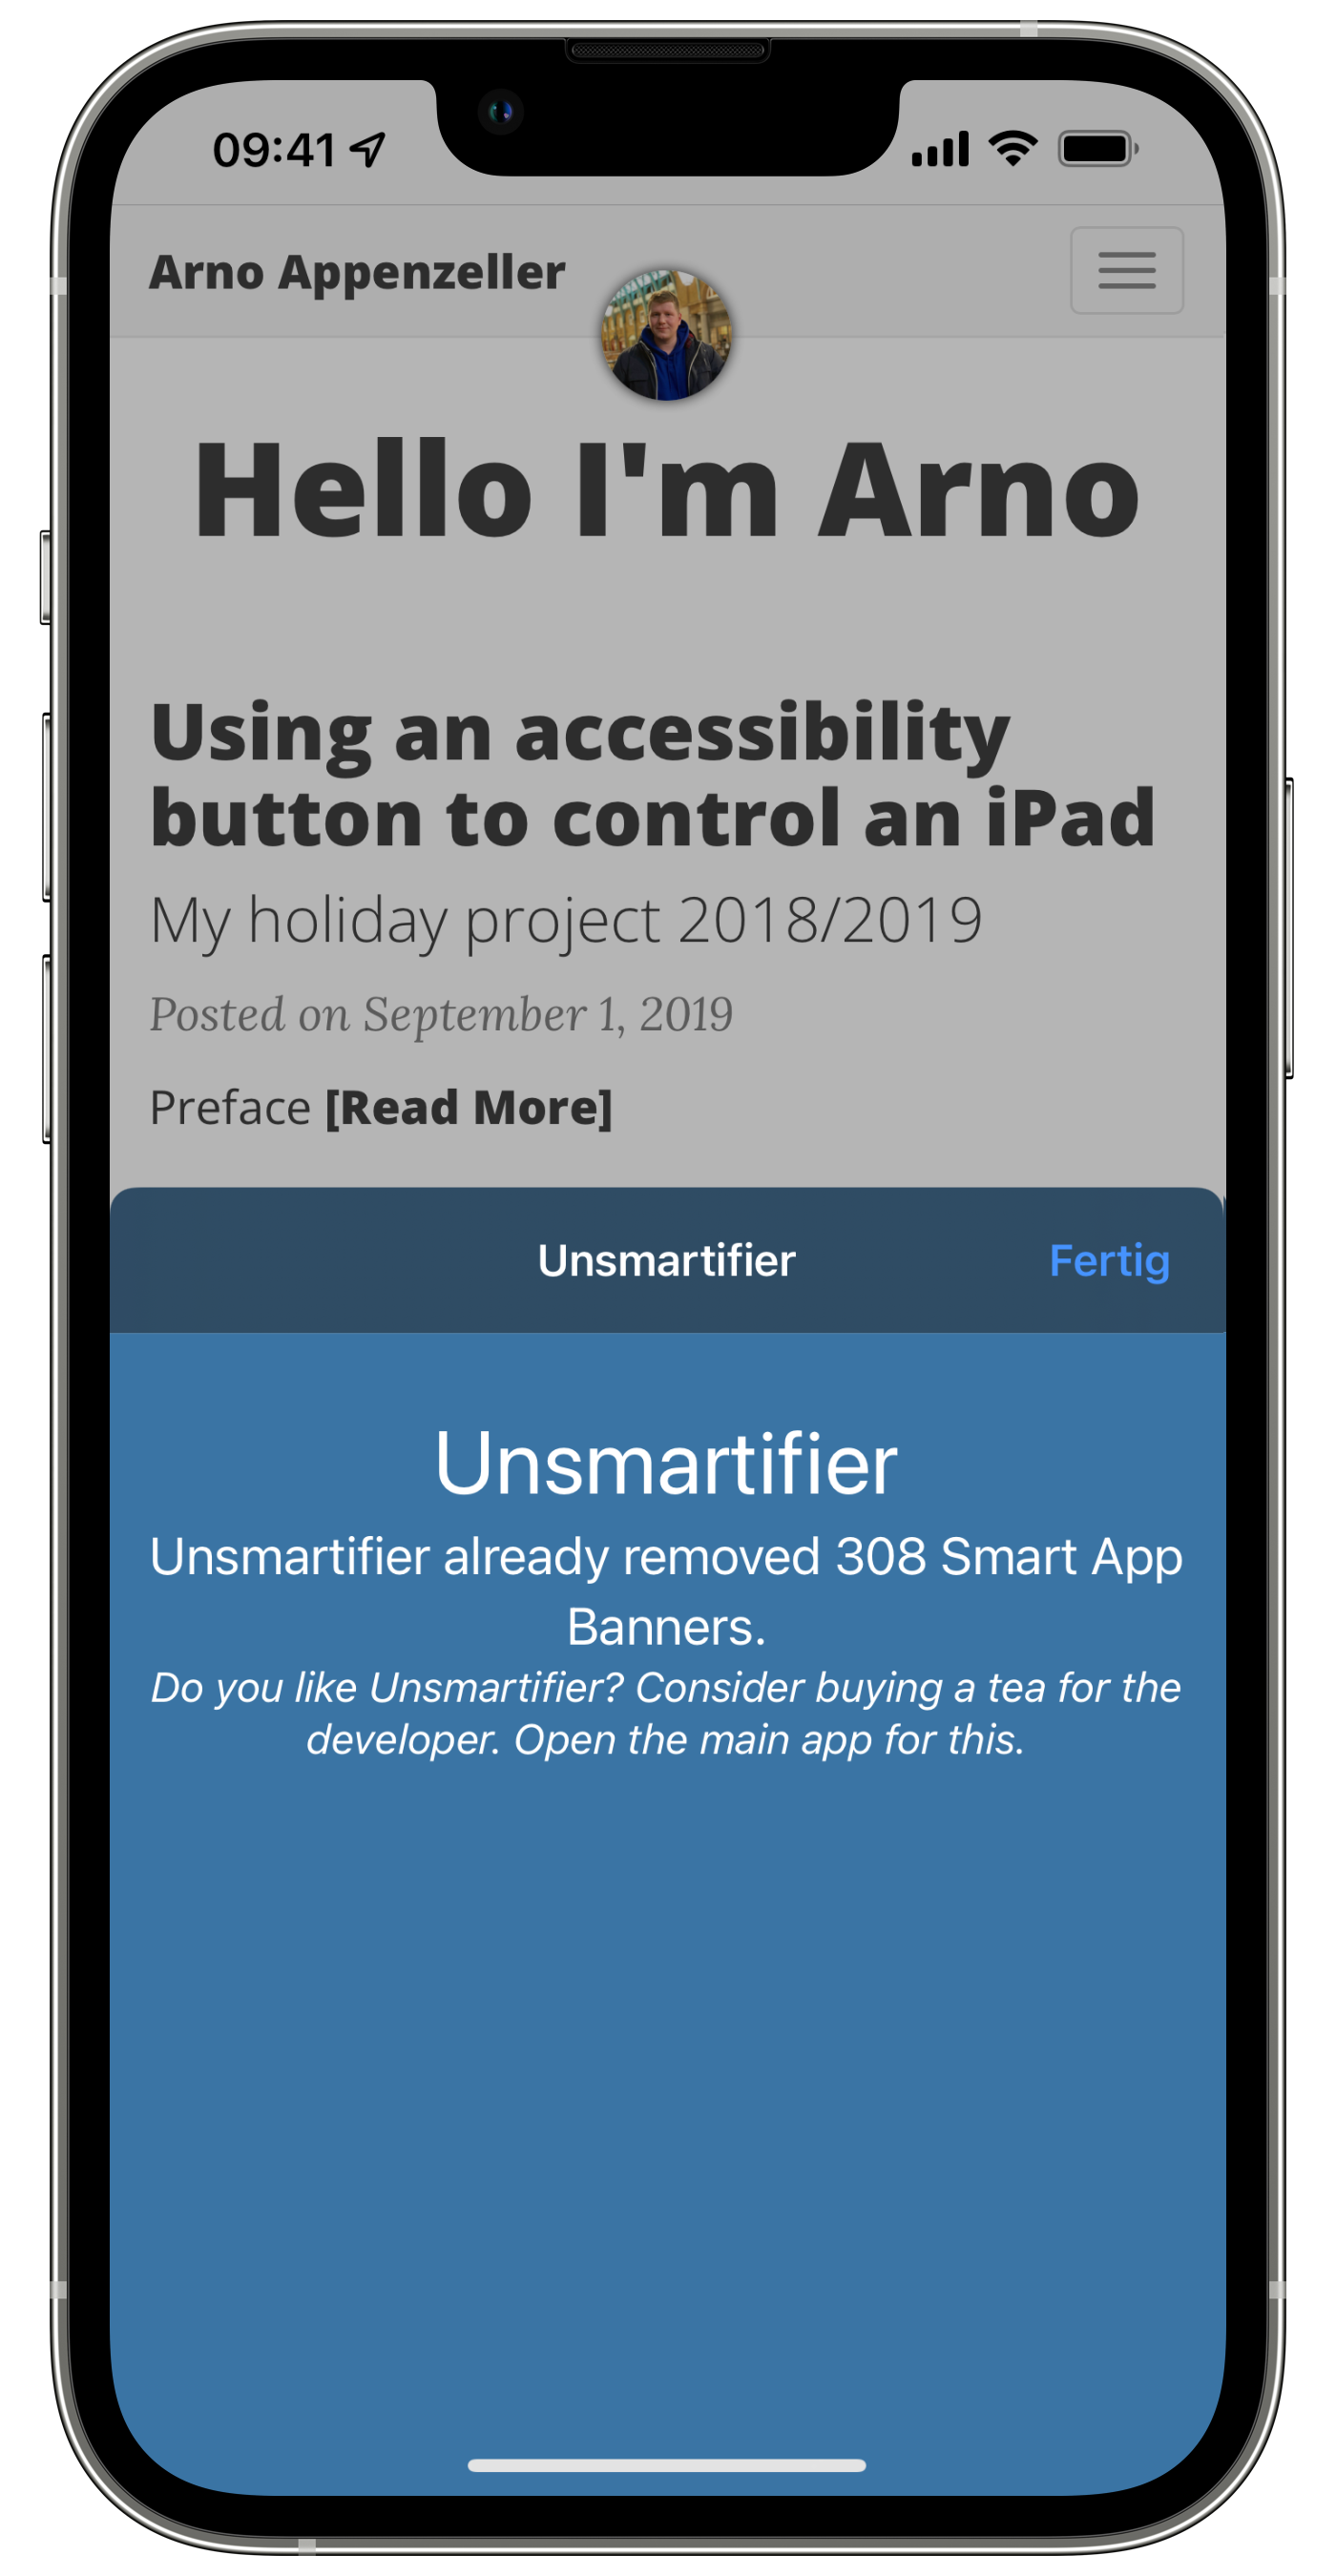 09:41
Arno Appenzeller
Hello I'm Arno
Using an accessibility
button to control an iPad
My holiday project 2018/2019
Posted on September 1, 2019
Preface [Read More]
Unsmartifier
Fertig
Unsmartifier
Unsmartifier already removed 308 Smart App
Banners.
Do you like Unsmartifier? Consider buying a tea for the
developer. Open the main app for this.